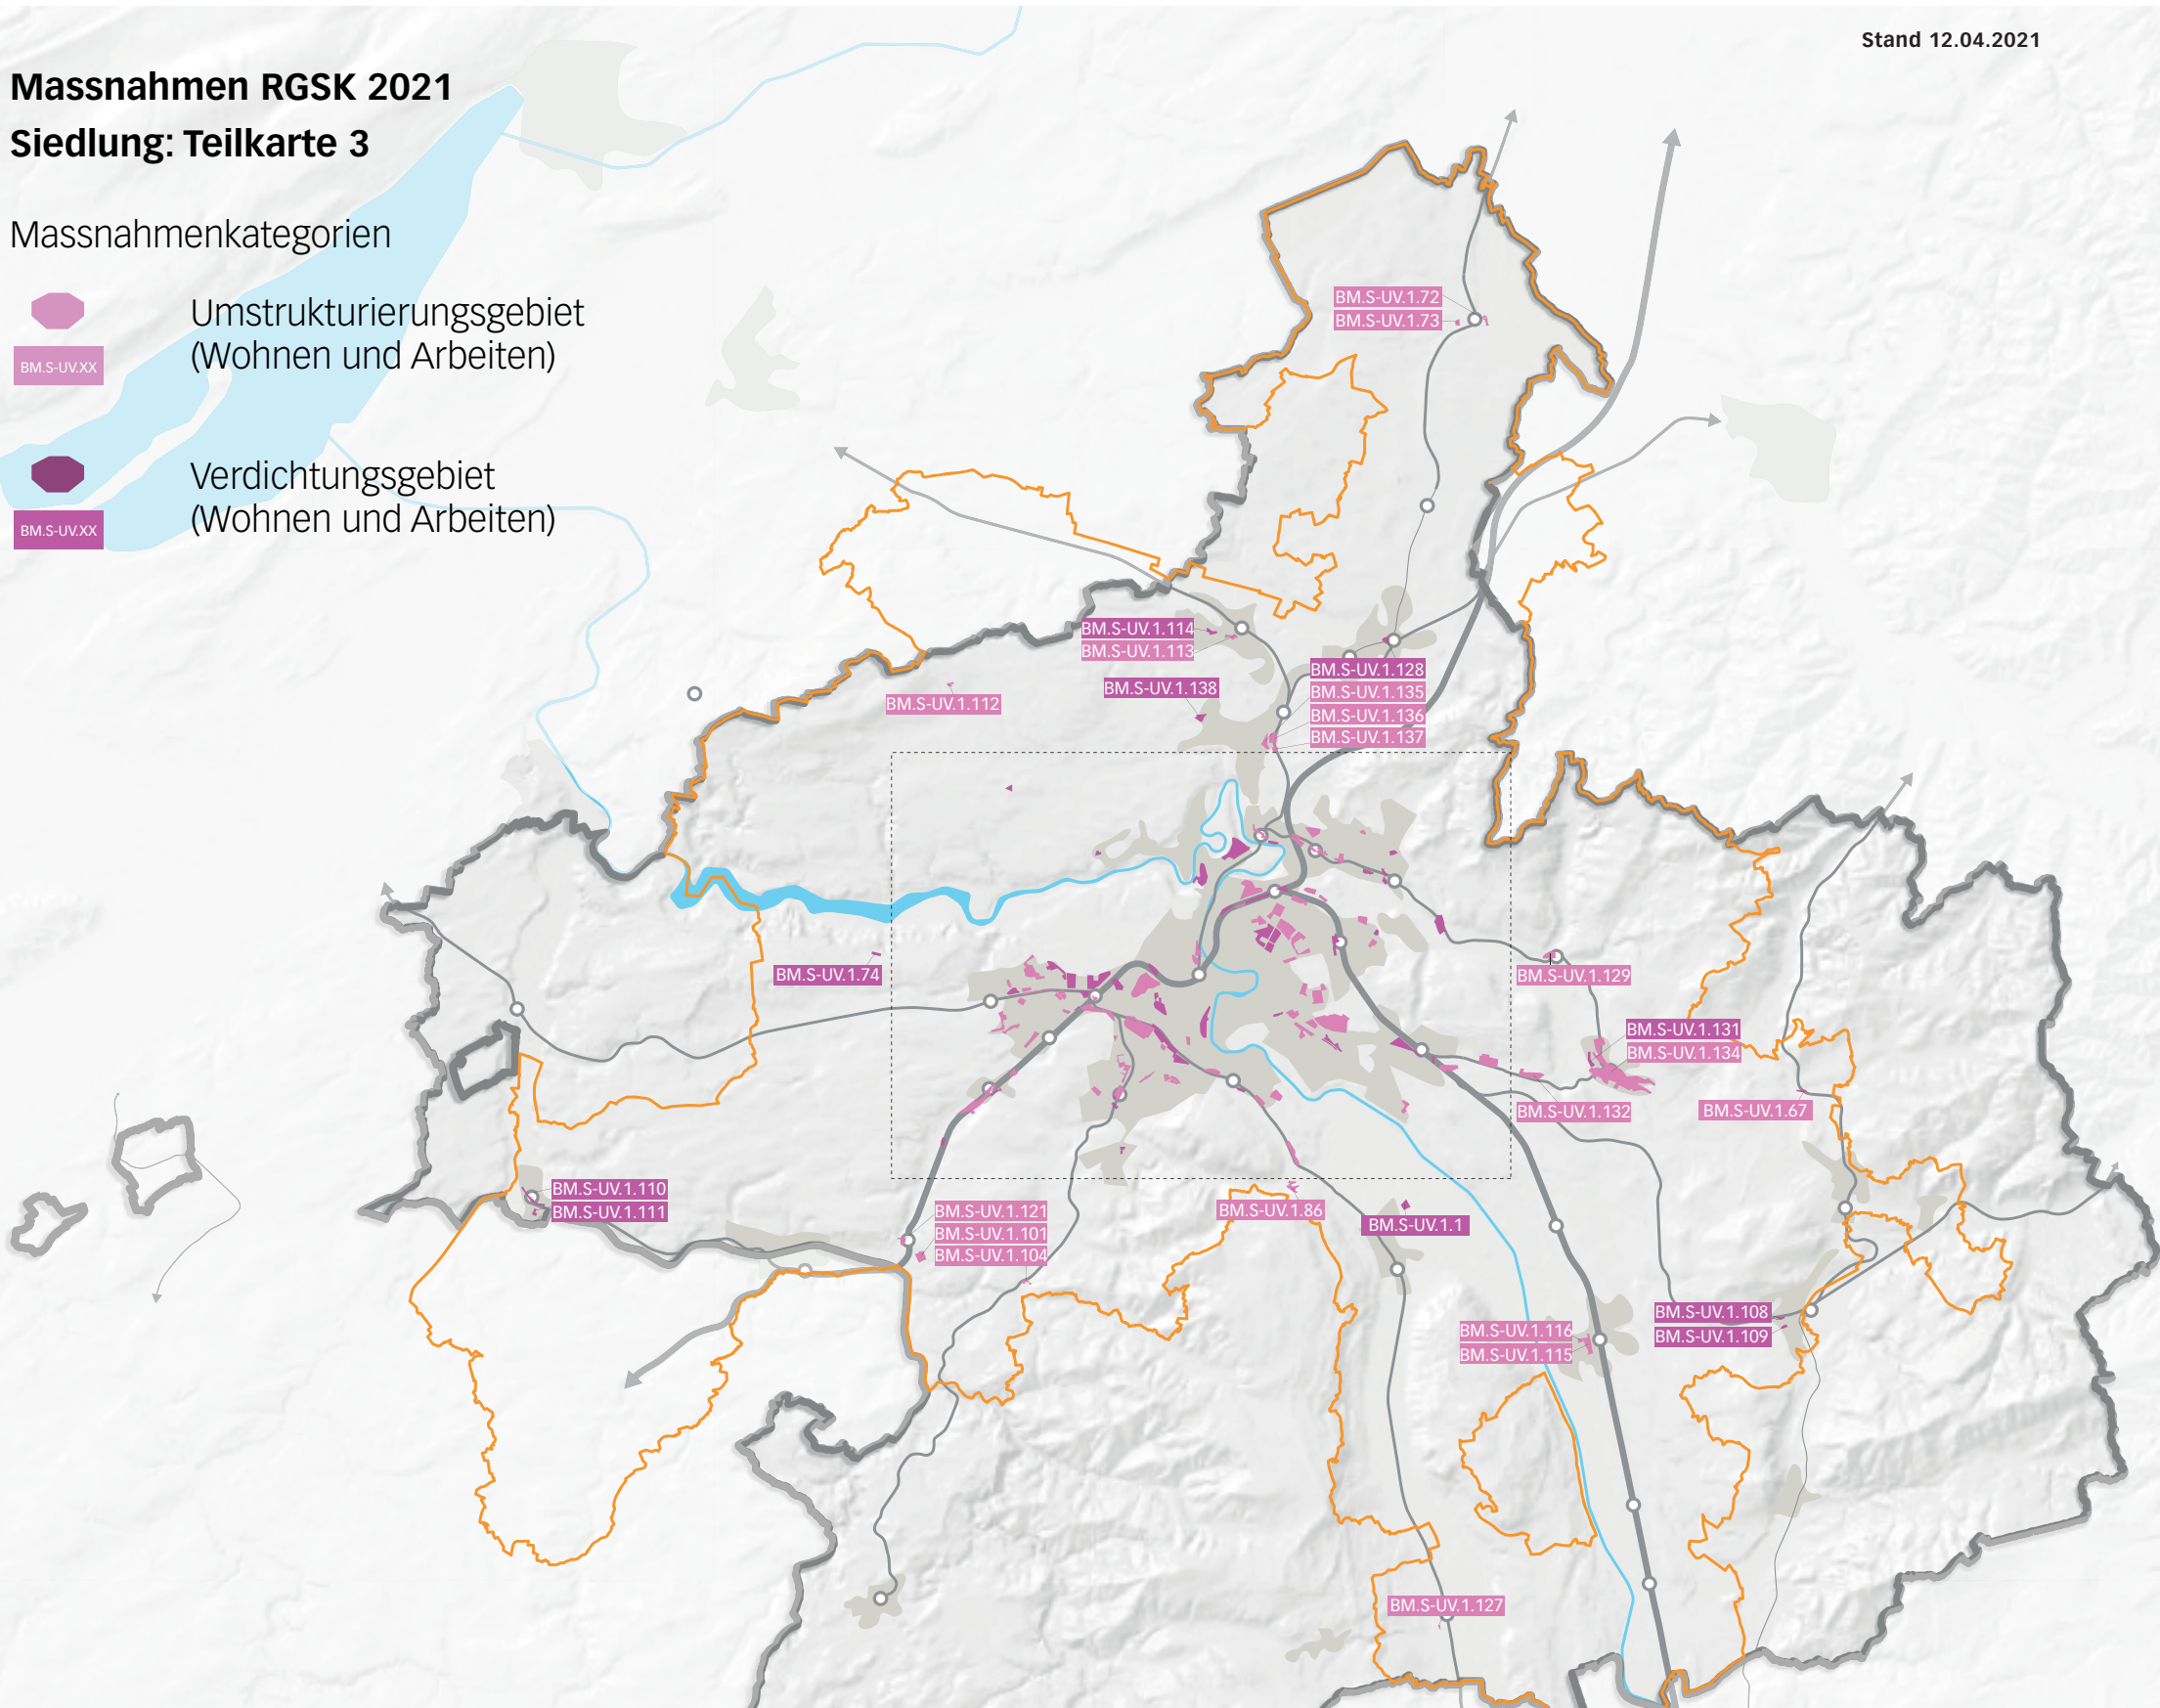 Stand 12.04.2021
Massnahmen RGSK 2021
Siedlung: Teilkarte 3
Massnahmenkategorien
Umstrukturierungsgebiet
(Wohnen und Arbeiten)
BM.S-UV.XX
Verdichtungsgebiet
(Wohnen und Arbeiten)
BM.S-UV.XX
BM.S-UV.1.72
BM.S-UV.1.73
BM.S-UV.1.114
BM.S-UV.1.113
BM.S-UV.1.138
BM.S-UV.1.112
BM.S-UV.1.128
BM.S-UV.1.135
BM.S-UV.1.136
BM.S-UV.1.137
BM.S-UV.1.74
BM.S-UV.1.129
BM.S-UV.1.131
BM.S-UV.1.134
BM.S-UV.1.132
BM.S-UV.1.67
BM.S-UV.1.110
BM.S-UV.1.111
BM.S-UV.1.121
BM.S-UV.1.101
BM.S-UV.1.104
BM.S-UV.1.86
BM.S-UV.1.1
BM.S-UV.1.116
BM.S-UV.1.115
BM.S-UV.1.108
BM.S-UV.1.109
BM.S-UV.1.127